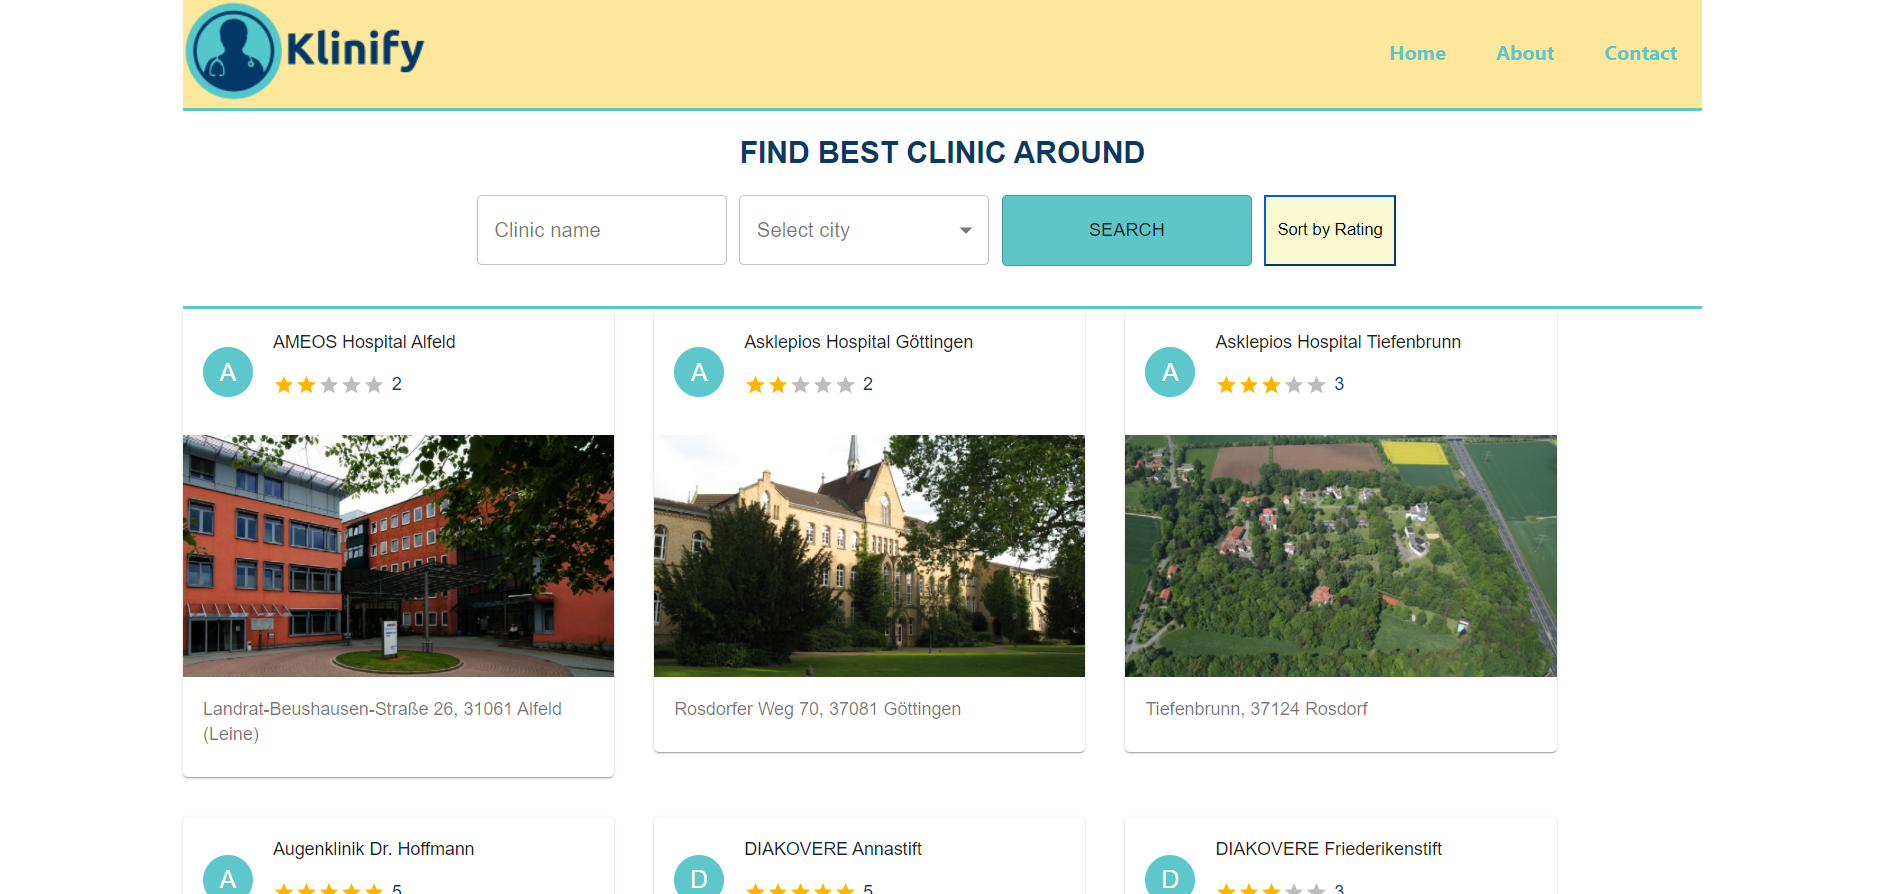 Klinify
Home About Contact
FIND BEST CLINIC AROUND
Clinic name
Select city
SEARCH
Sort by Rating
A
AMEOS Hospital Alfeld
2
Landrat-Beushausen-Straße 26, 31061 Alfeld
(Leine)
A
Asklepios Hospital Göttingen
2
Rosdorfer Weg 70, 37081 Göttingen
A
Asklepios Hospital Tiefenbrunn
3
Tiefenbrunn, 37124 Rosdorf
A
Augenklinik Dr. Hoffmann
5
D
DIAKOVERE Annastift
5
D
DIAKOVERE Friederikenstift
3